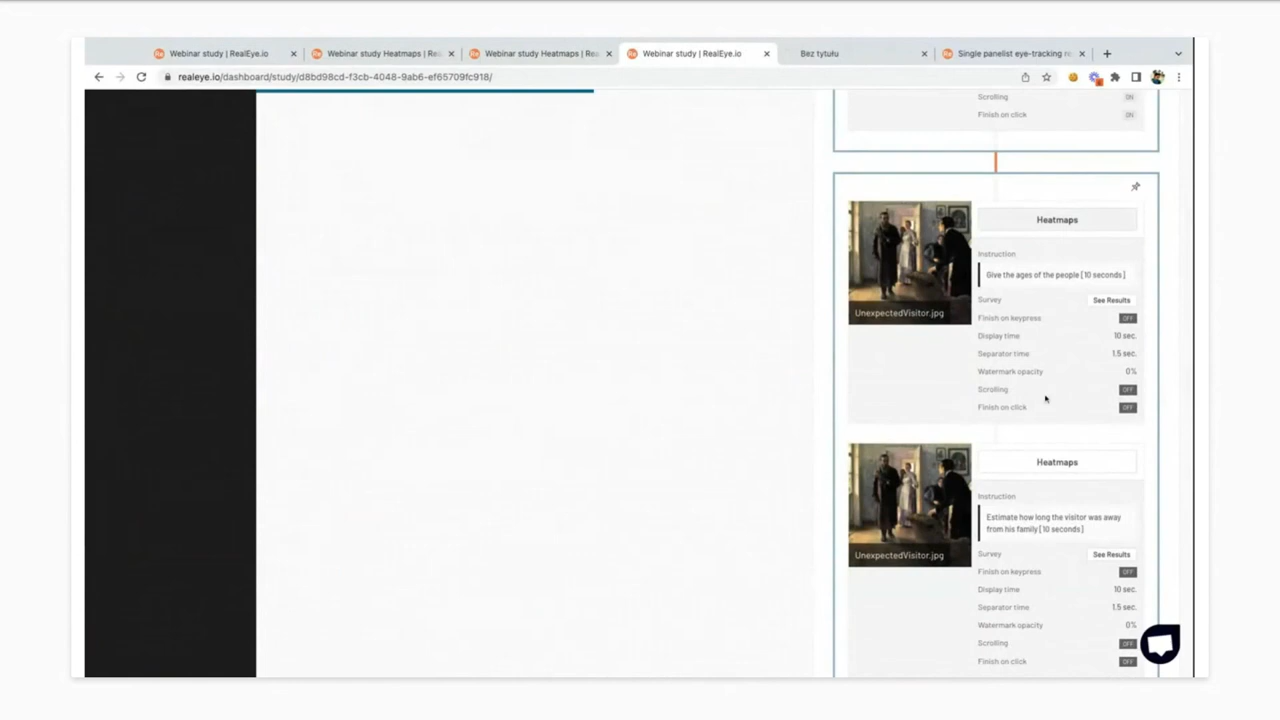 Webinar study | RealEye.io
Webinar study Heatmaps | Re
Webinar study Heatmaps | Rea
Webinar study | RealEye.io
Bez tytułu
Single panelist eye-tracking re
realeye.io/dashboard/study/d8bd98cd-f3cb-4048-9ab6-ef65709fc918/
Scrolling ON
Finish on click ON
Heatmaps
Instruction
Give the ages of the people [10 seconds]
Survey See Results
UnexpectedVisitor.jpg
Finish on keypress OFF
Display time 10 sec.
Separator time 1.5 sec.
Watermark opacity 0%
Scrolling OFF
Finish on click OFF
Heatmaps
Instruction
Estimate how long the visitor was away
from his family [10 seconds]
Survey See Results
UnexpectedVisitor.jpg
Finish on keypress OFF
Display time 10 sec.
Separator time 1.5 sec.
Watermark opacity 0%
Scrolling OFF
Finish on click OFF